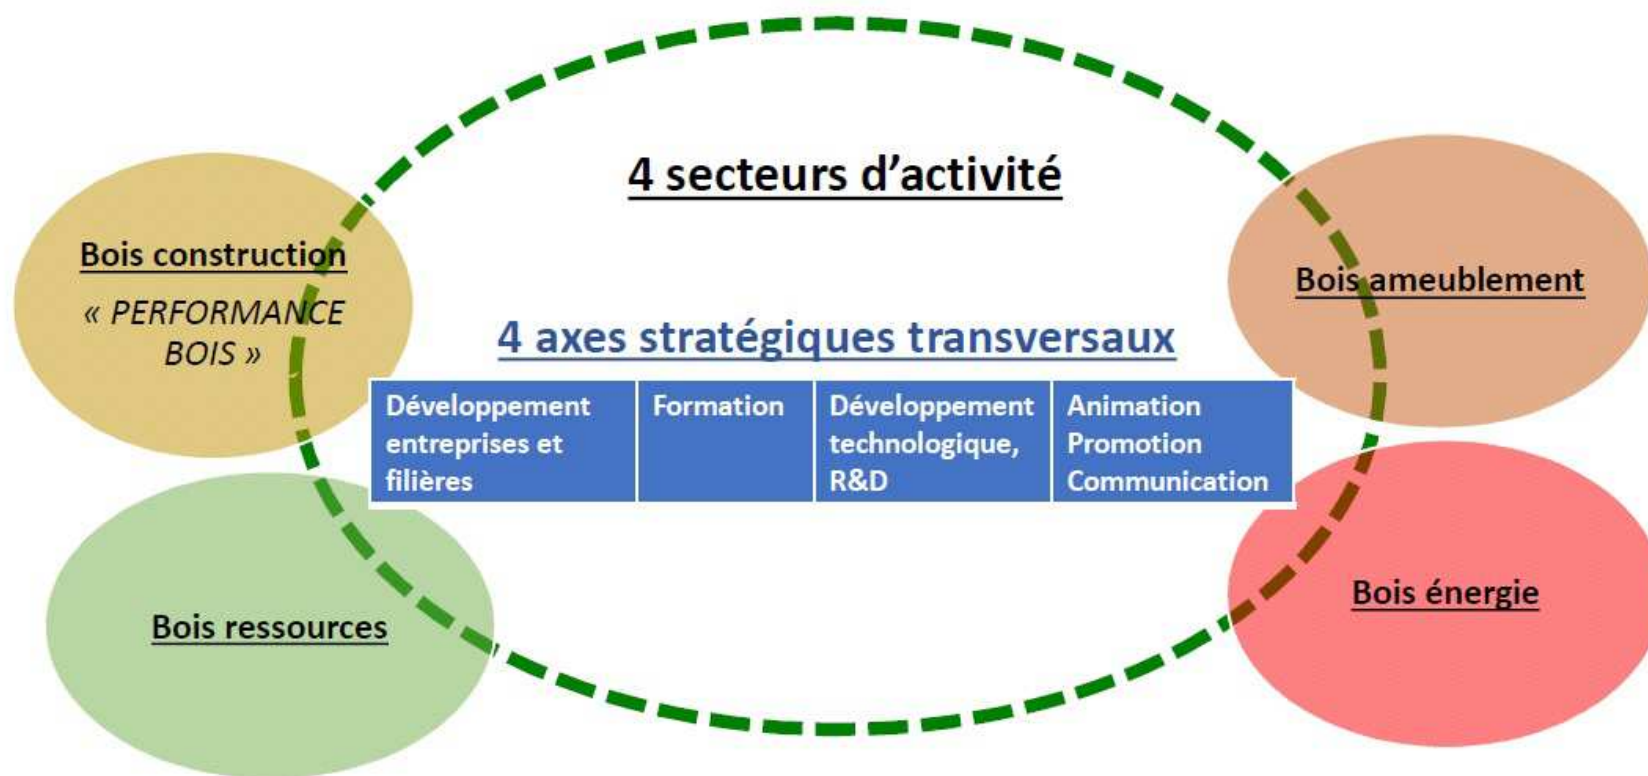 4 secteurs d'activité
Bois construction
« PERFORMANCE
BOIS »
Bois ameublement
4 axes stratégiques transversaux
Développement
entreprises et
filières
Formation
Développement
technologique,
R&D
Animation
Promotion
Communication
Bois ressources
Bois énergie